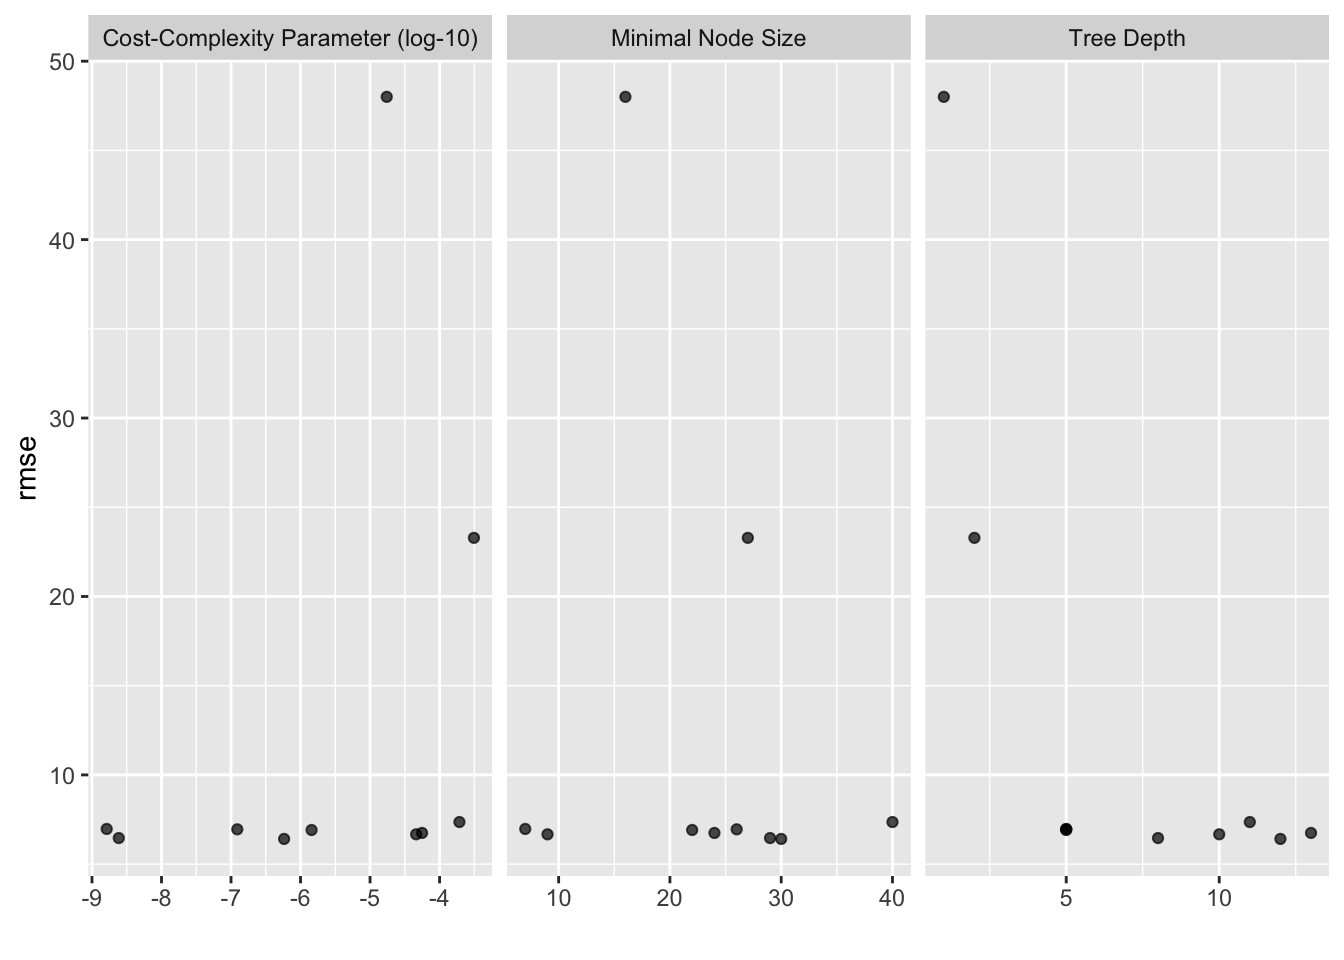 Cost-Complexity Parameter (log-10)
Minimal Node Size
Tree Depth
rmse
50
40
30
20
10
-9 -8 -7 -6 -5 -4
10 20 30 40
5 10